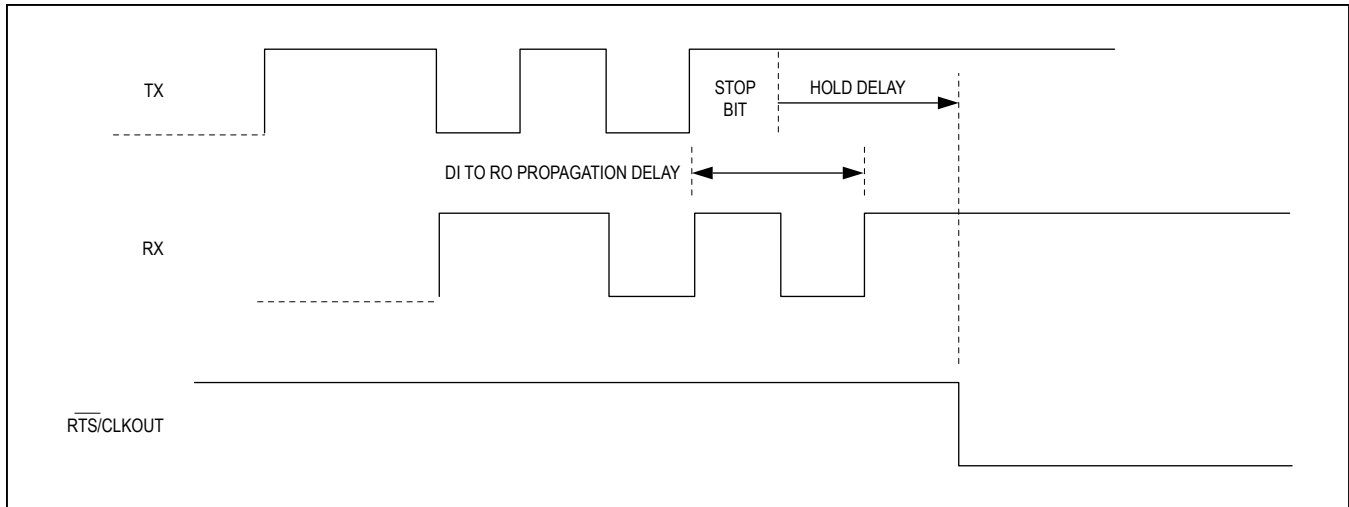 TX
STOP
BIT
HOLD DELAY
DI TO RO PROPAGATION DELAY
RX
RTS/CLKOUT